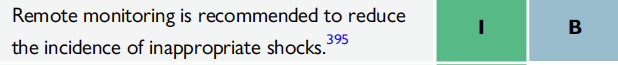 Remote monitoring is recommended to reduce I B
the incidence of inappropriate shocks.395